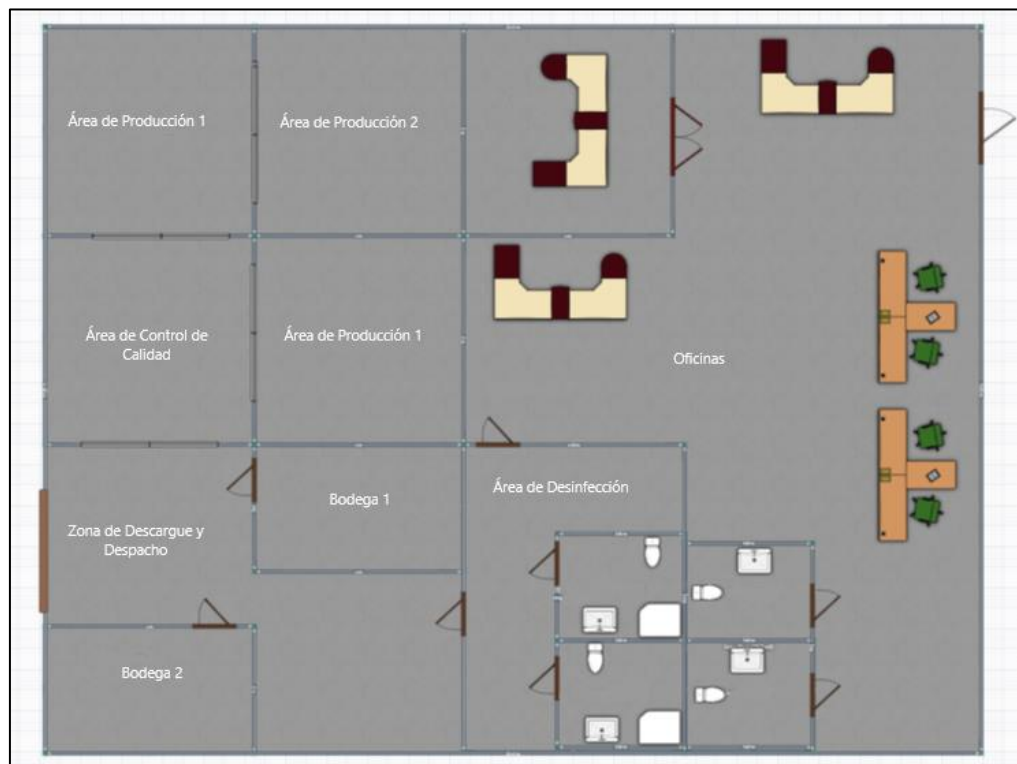 Área de Producción 1
Área de Producción 2
Área de Control de
Calidad
Área de Producción 1
Oficinas
Bodega 1
Área de Desinfección
Zona de Descargue y
Despacho
Bodega 2